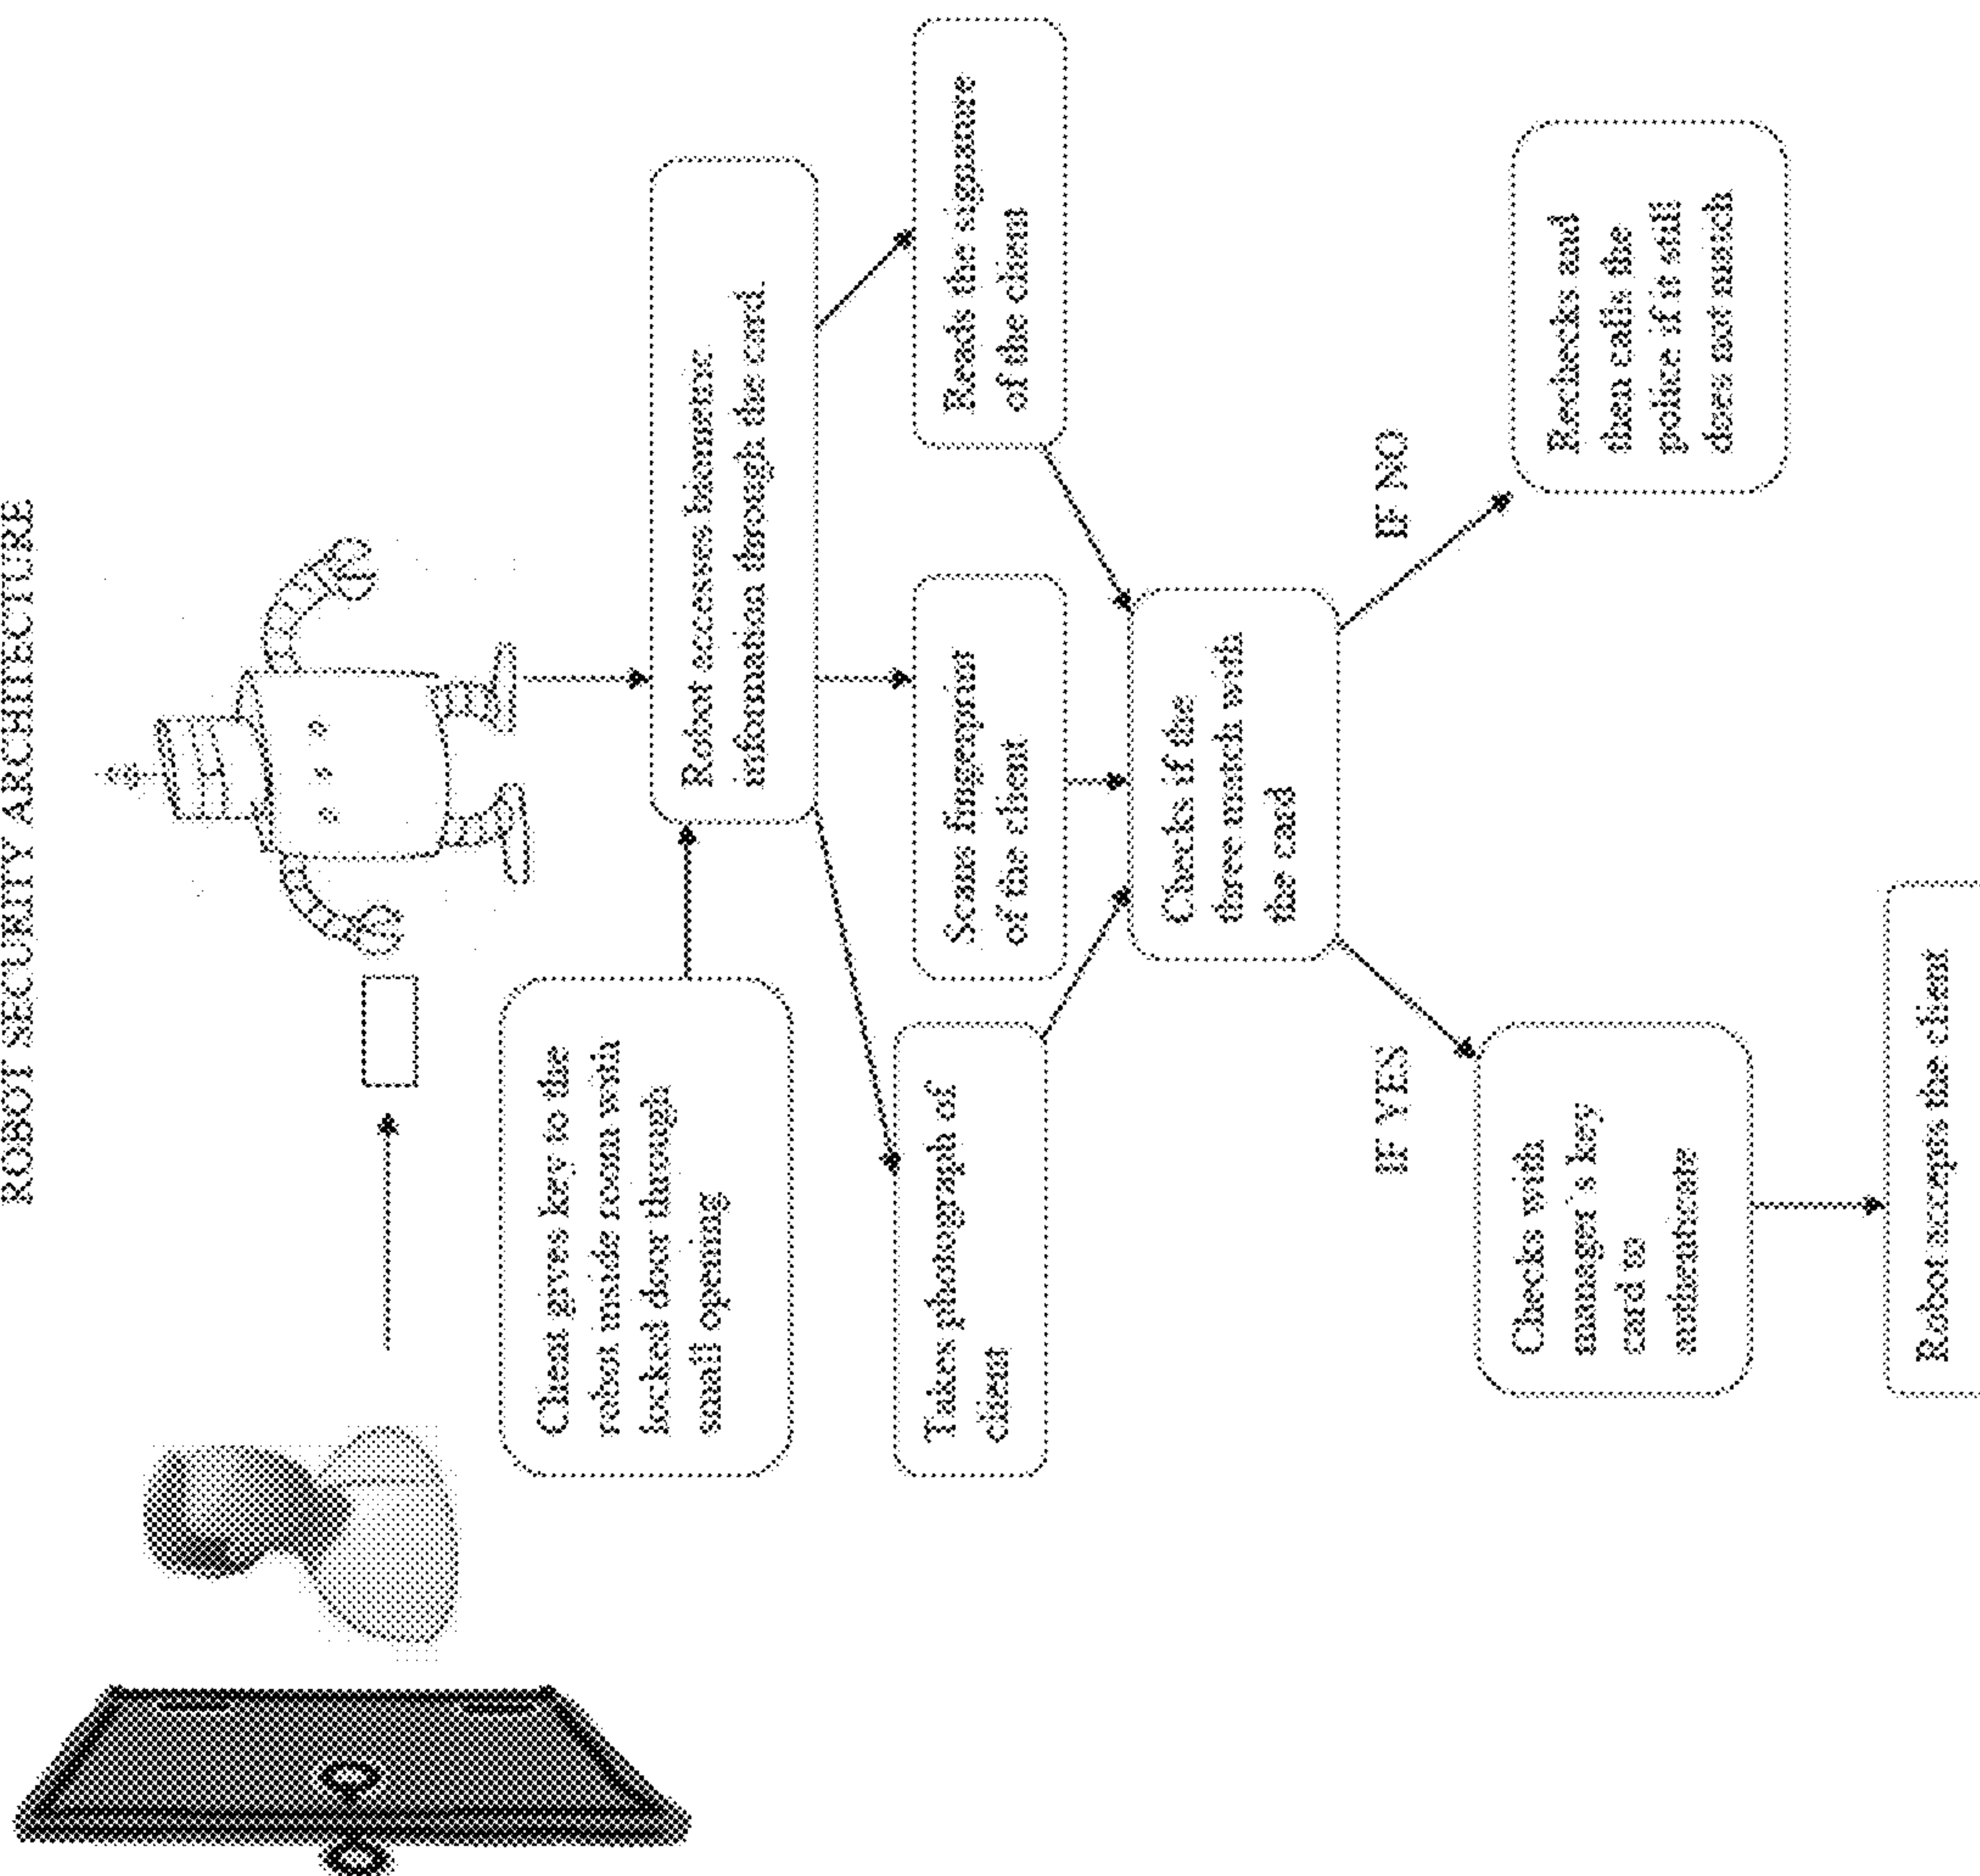 ROBOT SECURITY ARCHITECTURE
Client gives key to the
robot inside room with
locked door through
small opening
Robot accesses biometric
information through the card.
Takes photograph of
client
Scans fingerprint
of the client
Reads the signature
of the client
Checks if the
three match with
the card
IF YES
IF NO
Checks with
manager's key
card to
authenticate
Rechecks and
then calls the
police if it still
does not match
Robot accepts the client